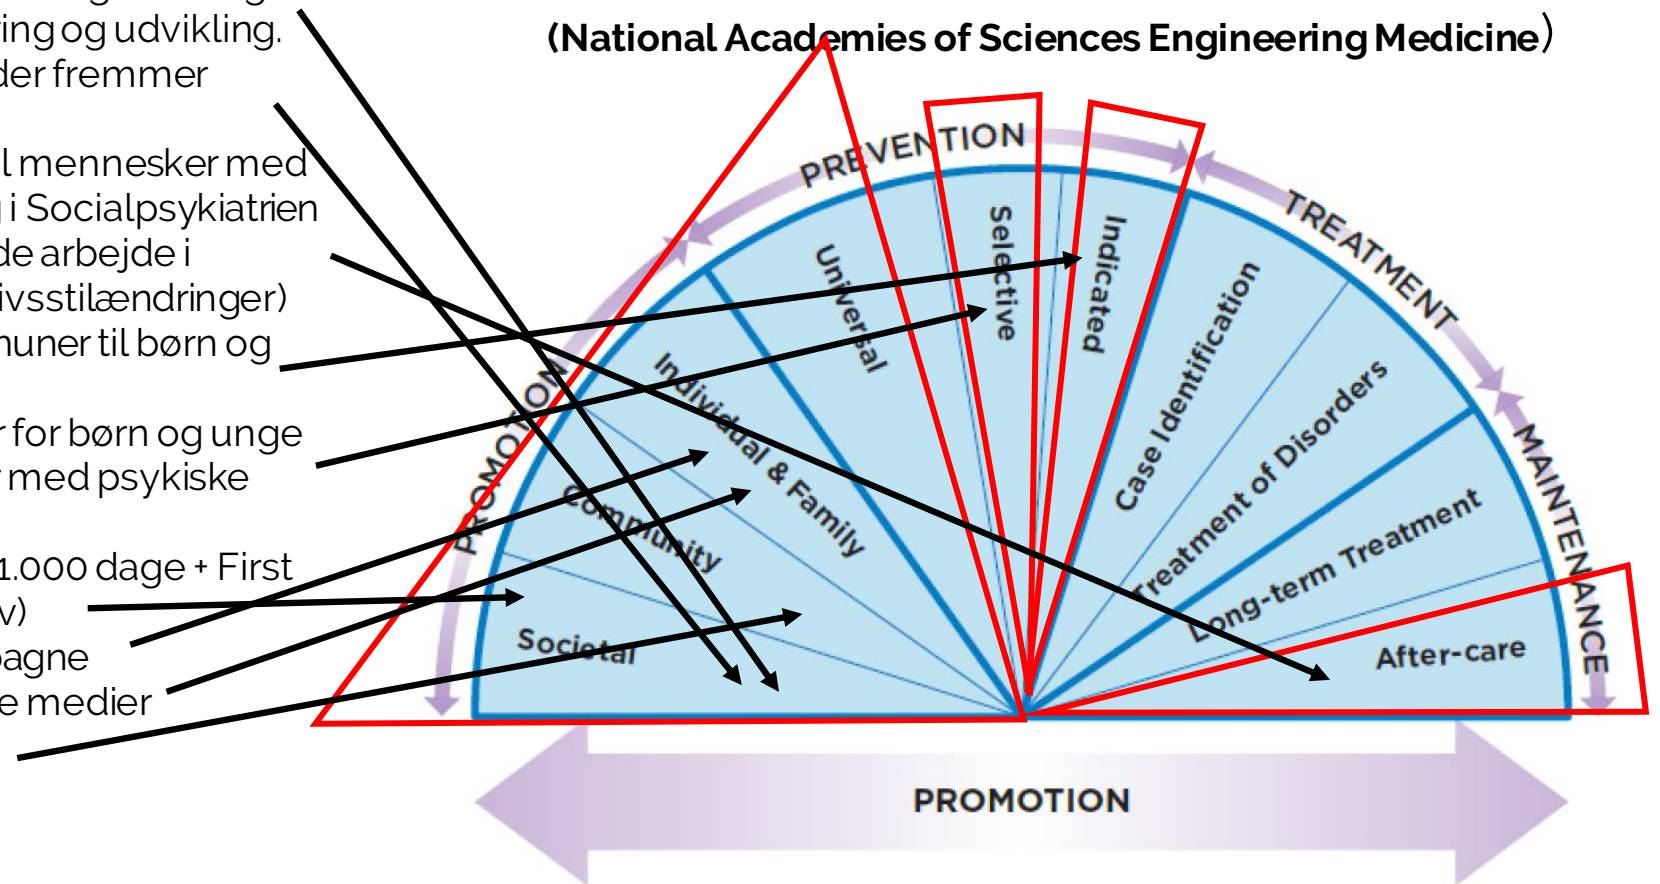 ring og udvikling.
der fremmer
l mennesker med
g i Socialpsykiatrien
de arbejde i
ivsstilændringer)
nuner til børn og
r for børn og unge
r med psykiske
1.000 dage + First
v)
pagne
e medier
(National Academies of Sciences Engineering Medicine)
PROMOTION
PREVENTION
TREATMENT
MAINTENANCE
Societal
Community
Individual & Family
Universal
Selective
Indicated
Case Identification
Treatment of Disorders
Long-term Treatment
After-care
PROMOTION